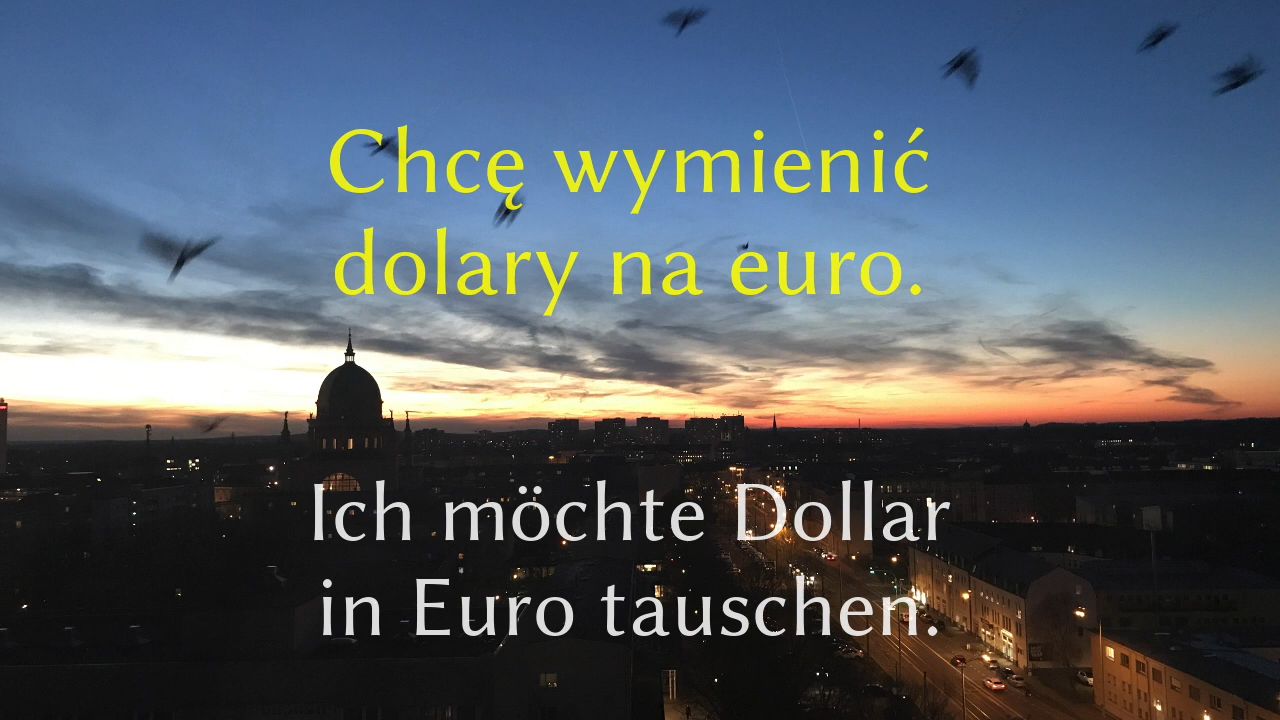 Chcę wymienić
dolary na euro.
Ich möchte Dollar
in Euro tauschen.